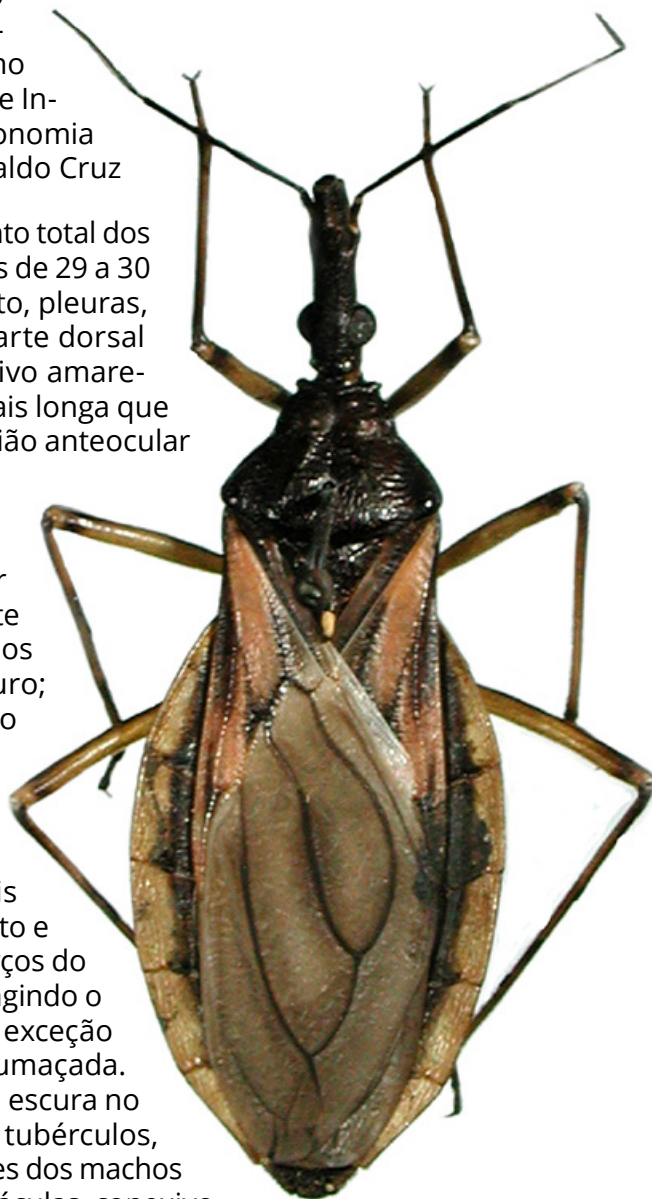 no
e In-
onomia
aldo Cruz
nto total dos
s de 29 a 30
to, pleuras,
arte dorsal
ivo amare-
ais longa que
ião anteocular
r
te
os
uro;
o
is
to e
ços do
gindo o
exceção
umaçada.
escura no
tubérculos,
es dos machos